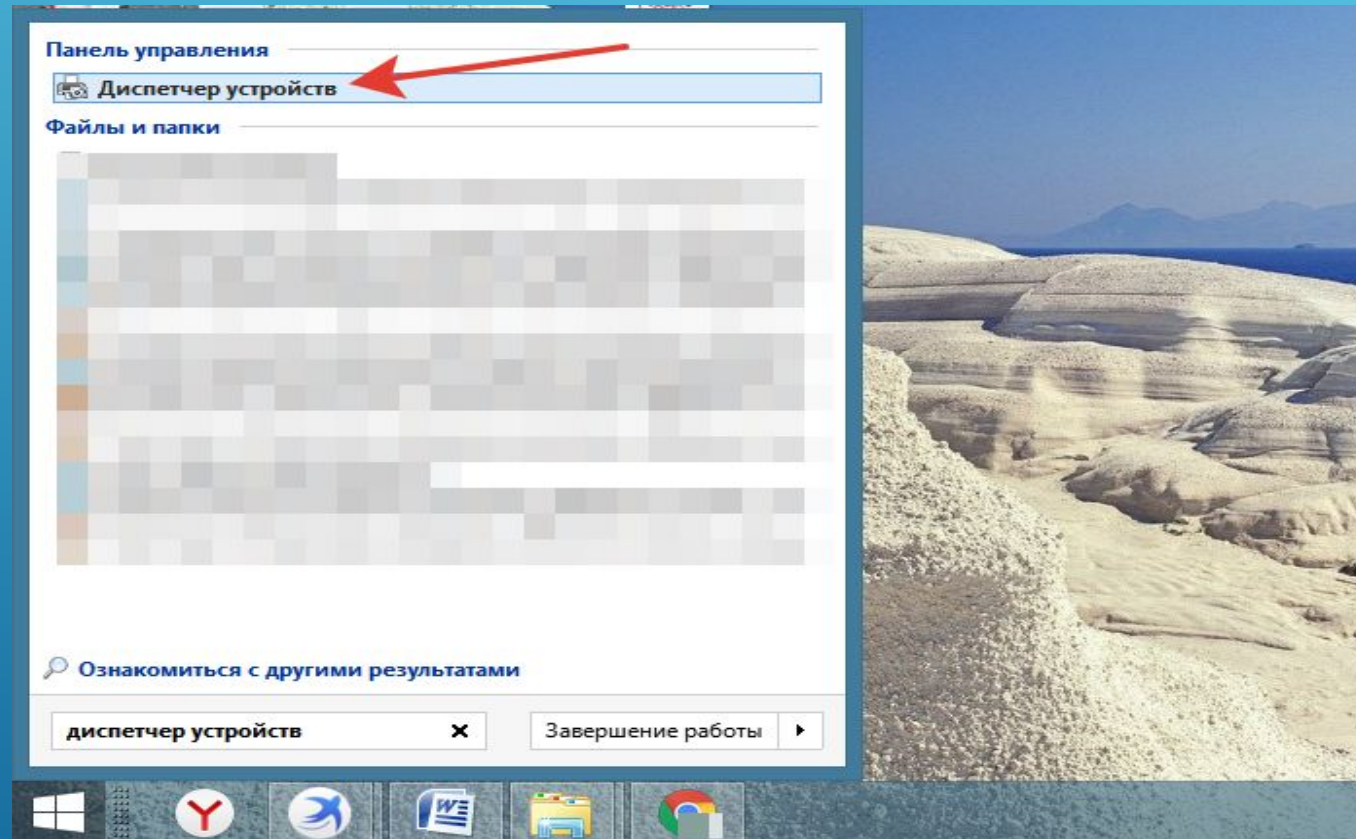 Панель управления
Диспетчер устройств
Файлы и папки
Ознакомиться с другими результатами
диспетчер устройств
Завершение работы